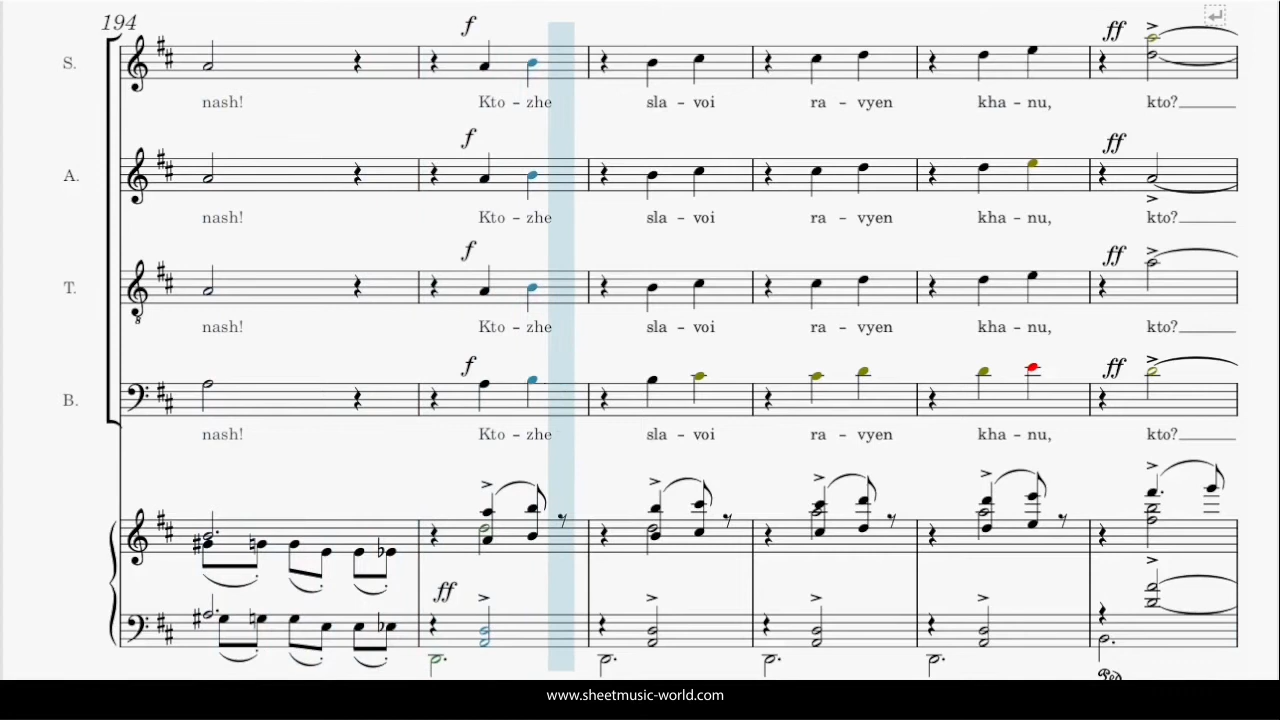 194
f
S.
ff
nash! Kto - zhe sla - voi ra - vyen kha - nu, kto?
f
A.
ff
nash! Kto - zhe sla - voi ra - vyen kha - nu, kto?
f
T.
ff
nash! Kto - zhe sla - voi ra - vyen kha - nu, kto?
f
B.
ff
nash! Kto - zhe sla - voi ra - vyen kha - nu, kto?
ff
www.sheetmusic-world.com